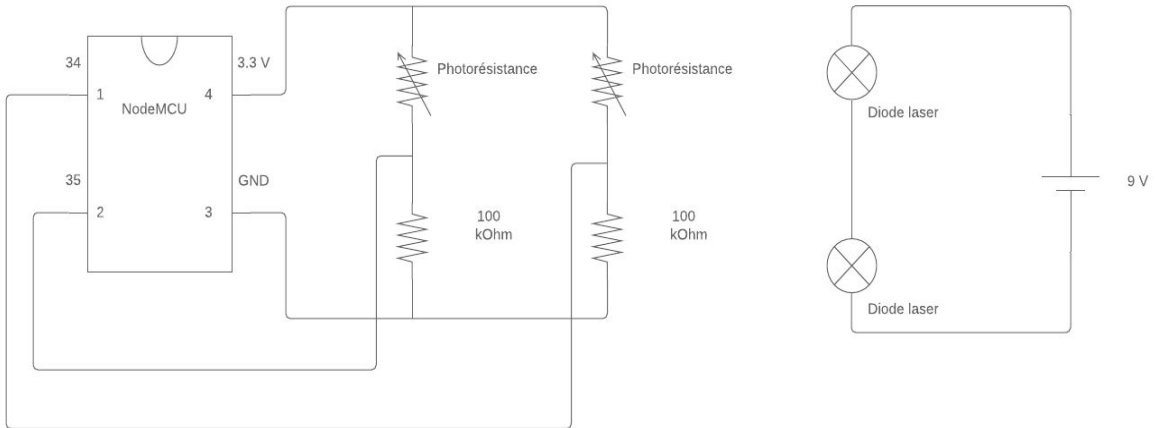 34
3.3 V
1
4
NodeMCU
35
GND
2
3
Photorésistance
Photorésistance
100
kOhm
100
kOhm
Diode laser
9 V
Diode laser